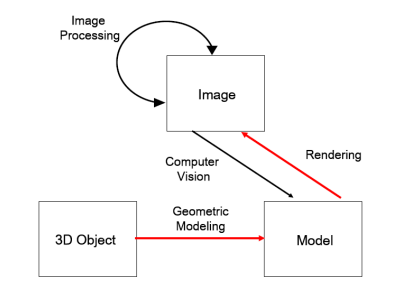 Image
Processing
Image
Rendering
Computer
Vision
Geometric
Modeling
3D Object
Model